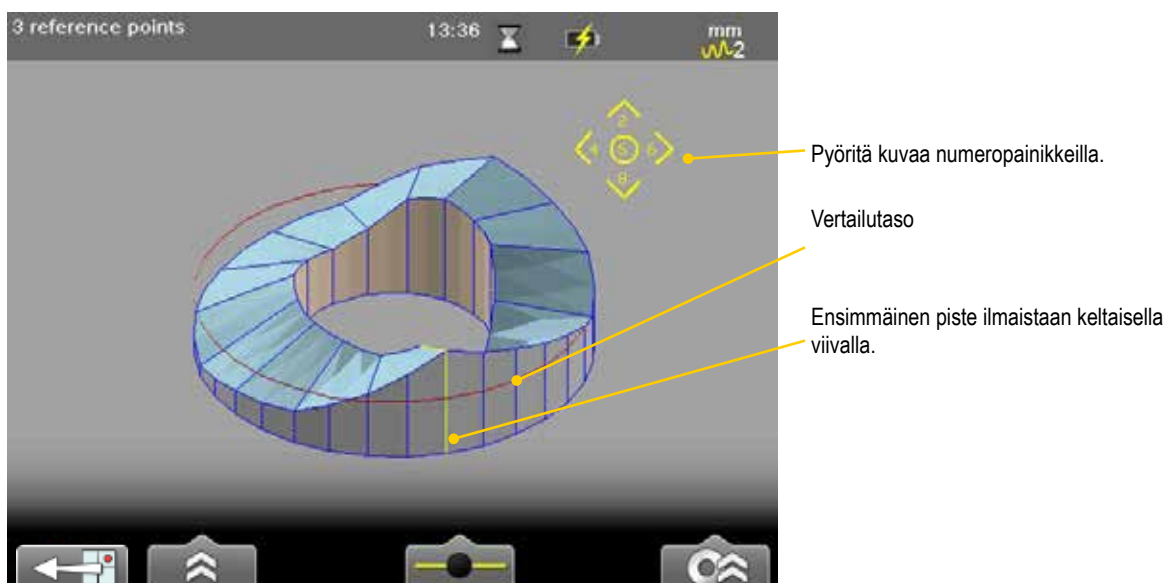 3 reference points
13:36
mm
2
2
4 5 6
8
Pyöritä kuvaa numeropainikkeilla.
Vertailutaso
Ensimmäinen piste ilmaistaan keltaisella
viivalla.